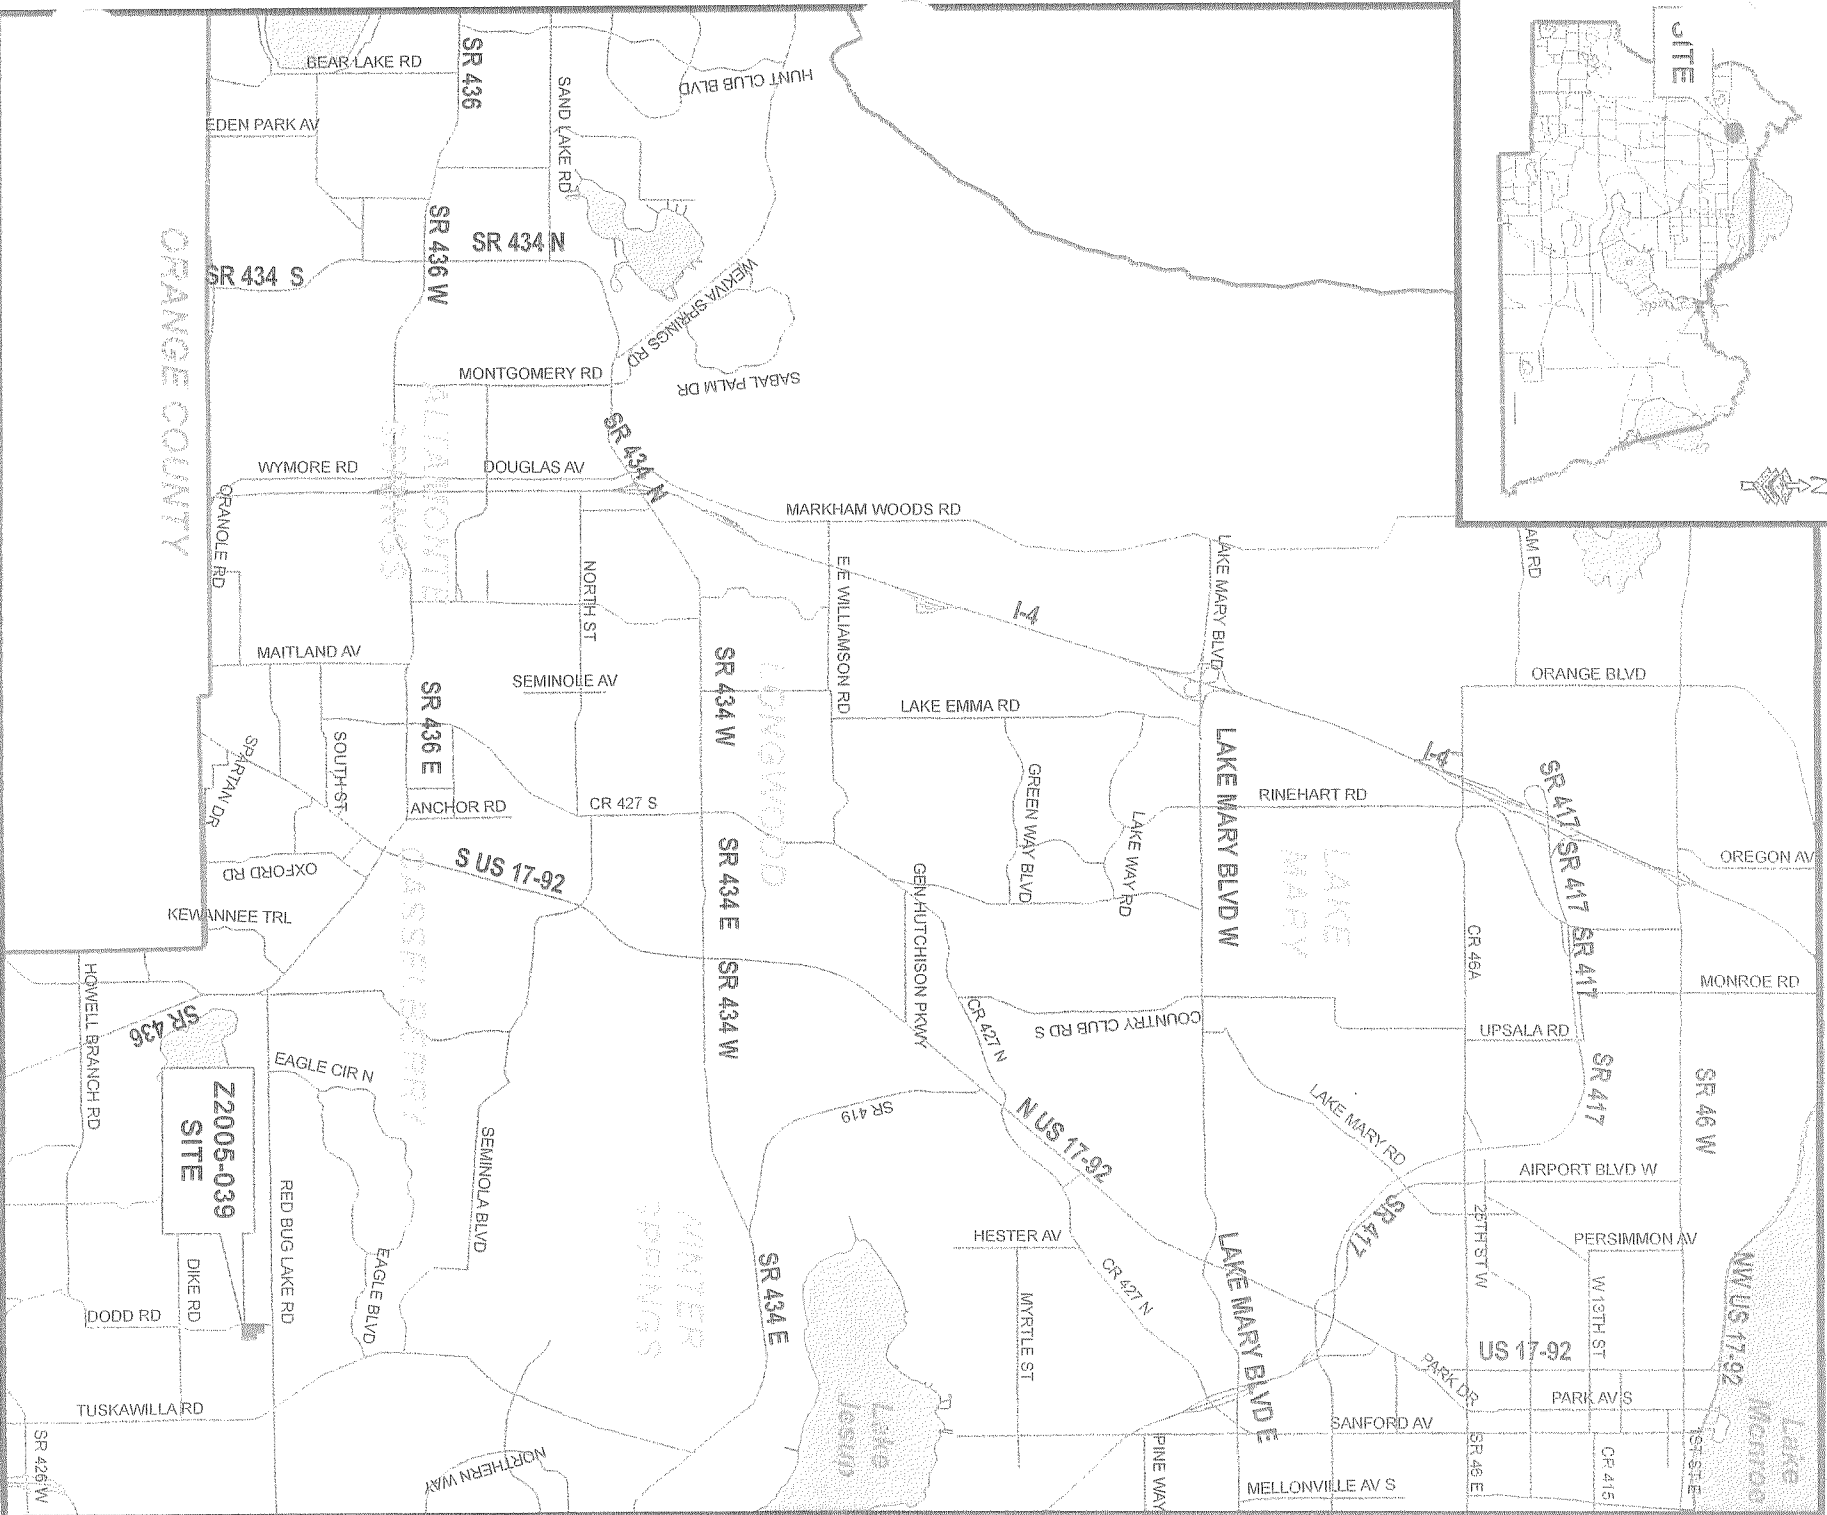 SITE
N
BEAR LAKE RD
SR 436
SAND LAKE RD
HUNT CLUB BLVD
EDEN PARK AV
SR 436 W
SR 434 N
SR 434 S
ORANGE COUNTY
WEKIVA SPRINGS RD
SABAL PALM DR
MONTGOMERY RD
ALTAMONTE
SPRINGS
SR 434 N
WYMORE RD
DOUGLAS AV
ORANOLE RD
MARKHAM WOODS RD
AM RD
NORTH ST
E/E WILLIAMSON RD
LAKE MARY BLVD
I-4
MAITLAND AV
SEMINOLE AV
SR 436 E
SR 434 W
LONGWOOD
LAKE EMMA RD
ORANGE BLVD
SPARTAN DR
SOUTH ST
ANCHOR RD
CR 427 S
GREEN WAY BLVD
LAKE WAY RD
LAKE MARY BLVD W
RINEHART RD
I-4
SR 417
SR 417
SR 417
OREGON AV
OXFORD RD
S US 17-92
SR 434 E
GEN HUTCHISON PKWY
LAKE
MARY
KEWANNEE TRL
CASSELBERRY
CR 46A
MONROE RD
HOWELL BRANCH RD
SR 436
SR 434 W
CR 427 N
COUNTRY CLUB RD S
UPSALA RD
EAGLE CIR N
SR 419
N US 17-92
LAKE MARY RD
SR 417
SR 46 W
Z2005-039
SITE
RED BUG LAKE RD
SEMINOLA BLVD
AIRPORT BLVD W
SR 417
25TH ST W
PERSIMMON AV
WINTER
SPRINGS
HESTER AV
CR 427 N
LAKE MARY BLVD E
DIKE RD
EAGLE BLVD
SR 434 E
MYRTLE ST
W 13TH ST
NW US 17-92
DODD RD
US 17-92
PARK DR
PARK AV S
TUSKAWILLA RD
Lake
Jesup
SANFORD AV
Lake
Monroe
SR 426 W
NORTHERN WAY
PINE WAY
MELLONVILLE AV S
SR 46 E
CR 415
1ST ST E